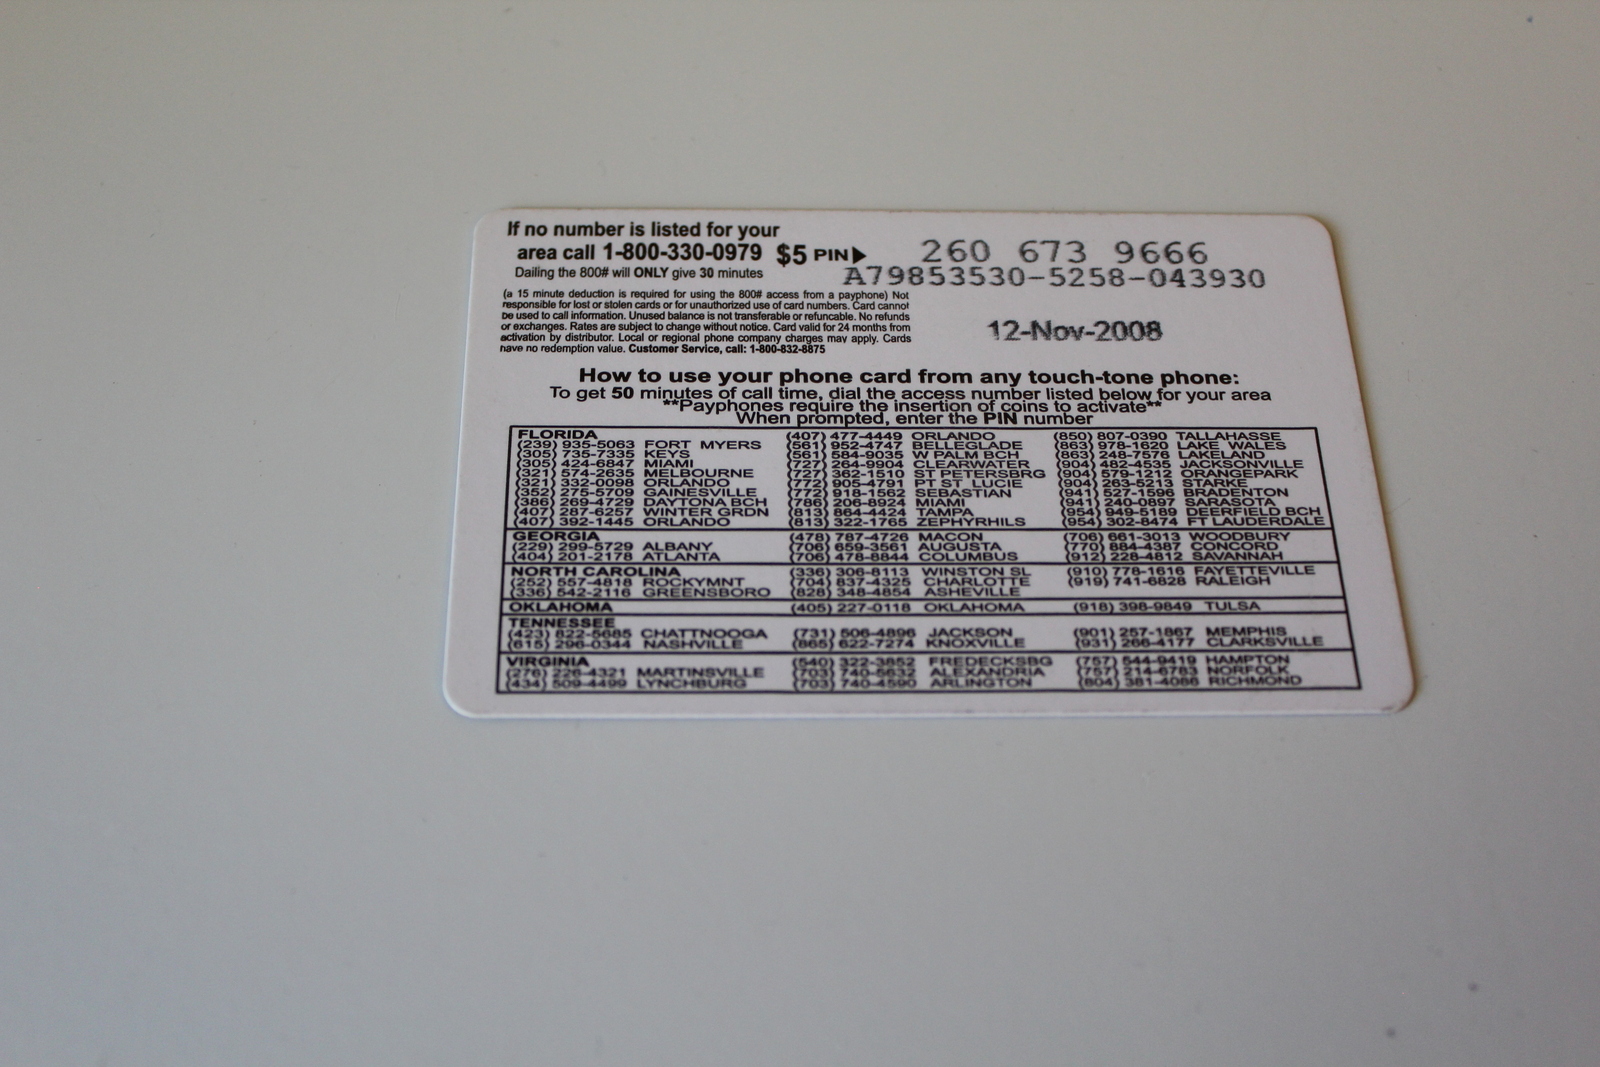 If no number is listed for your
area call 1-800-330-0979 $5 PIN 260 673 9666
Dailing the 800# will ONLY give 30 minutes A79853530-5258-043930
(a 15 minute deduction is required for using the 800# access from a payphone) Not
responsible for lost or stolen cards or for unauthorized use of card numbers. Card cannot
be used to call information. Unused balance is not transferable or refuncable. No refunds
or exchanges. Rates are subject to change without notice. Card valid for 24 months from
activation by distributor. Local or regional phone company charges may apply. Cards
have no redemption value. Customer Service, call: 1-800-832-8875
12-Nov-2008
How to use your phone card from any touch-tone phone:
To get 50 minutes of call time, dial the access number listed below for your area
**Payphones require the insertion of coins to activate**
When prompted, enter the PIN number
FLORIDA (407) 477-4449 ORLANDO (850) 807-0390 TALLAHASSE
(239) 935-5063 FORT MYERS (561) 952-4747 BELLEGLADE (863) 978-1620 LAKE WALES
(305) 735-7335 KEYS (561) 584-9035 W PALM BCH (863) 248-7576 LAKELAND
(305) 424-6847 MIAMI (727) 264-9904 CLEARWATER (904) 482-4535 JACKSONVILLE
(321) 574-2635 MELBOURNE (727) 362-1510 ST PETERSBRG (904) 579-1212 ORANGEPARK
(321) 332-0098 ORLANDO (772) 905-4791 PT ST LUCIE (904) 263-5213 STARKE
(352) 275-5709 GAINESVILLE (772) 918-1562 SEBASTIAN (941) 527-1596 BRADENTON
(386) 269-4729 DAYTONA BCH (786) 206-8924 MIAMI (941) 240-0897 SARASOTA
(407) 287-6257 WINTER GRDN (813) 864-4424 TAMPA (954) 949-5189 DEERFIELD BCH
(407) 392-1445 ORLANDO (813) 322-1765 ZEPHYRHILS (954) 302-8474 FT LAUDERDALE
GEORGIA (478) 787-4726 MACON (706) 661-3013 WOODBURY
(229) 299-5729 ALBANY (706) 659-3561 AUGUSTA (770) 884-4387 CONCORD
(404) 201-2178 ATLANTA (706) 478-8844 COLUMBUS (912) 228-4812 SAVANNAH
NORTH CAROLINA (336) 306-8113 WINSTON SL (910) 778-1616 FAYETTEVILLE
(252) 557-4818 ROCKYMNT (704) 837-4325 CHARLOTTE (919) 741-6828 RALEIGH
(336) 542-2116 GREENSBORO (828) 348-4854 ASHEVILLE
OKLAHOMA (405) 227-0118 OKLAHOMA (918) 398-9849 TULSA
TENNESSEE
(423) 822-5685 CHATTNOOGA (731) 506-4896 JACKSON (901) 257-1867 MEMPHIS
(615) 296-0344 NASHVILLE (865) 622-7274 KNOXVILLE (931) 266-4177 CLARKSVILLE
VIRGINIA (540) 322-3852 FREDECKSBG (757) 544-9419 HAMPTON
(276) 226-4321 MARTINSVILLE (703) 740-5632 ALEXANDRIA (757) 214-6783 NORFOLK
(434) 509-4499 LYNCHBURG (703) 740-4590 ARLINGTON (804) 381-4086 RICHMOND